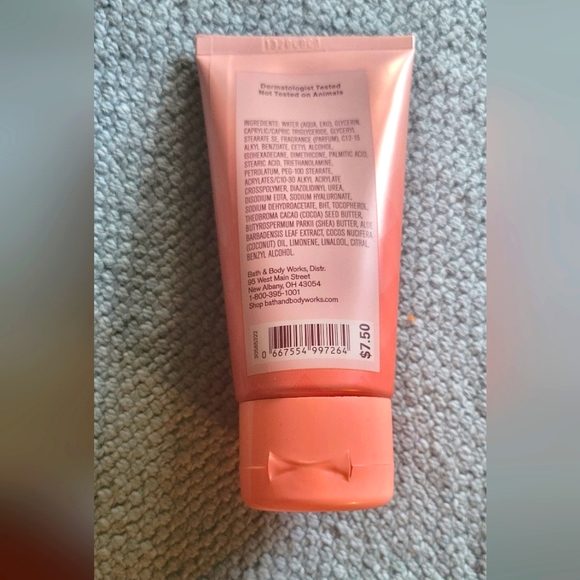 Dermatologist Tested
Not Tested on Animals
INGREDIENTS: WATER (AQUA, EAU), GLYCERIN,
CAPRYLIC/CAPRIC TRIGLYCERIDE, GLYCERYL
STEARATE SE, FRAGRANCE (PARFUM), C12-15
ALKYL BENZOATE, CETYL ALCOHOL,
ISOHEXADECANE, DIMETHICONE, PALMITIC ACID,
STEARIC ACID, TRIETHANOLAMINE,
PETROLATUM, PEG-100 STEARATE,
ACRYLATES/C10-30 ALKYL ACRYLATE
CROSSPOLYMER, DIAZOLIDINYL UREA,
DISODIUM EDTA, SODIUM HYALURONATE,
SODIUM DEHYDROACETATE, BHT, TOCOPHEROL,
THEOBROMA CACAO (COCOA) SEED BUTTER,
BUTYROSPERMUM PARKII (SHEA) BUTTER, ALOE
BARBADENSIS LEAF EXTRACT, COCOS NUCIFERA
(COCONUT) OIL, LIMONENE, LINALOOL, CITRAL,
BENZYL ALCOHOL.
Bath & Body Works, Distr.
95 West Main Street
New Albany, OH 43054
1-800-395-1001
Shop bathandbodyworks.com
0 667554 997264
$7.50